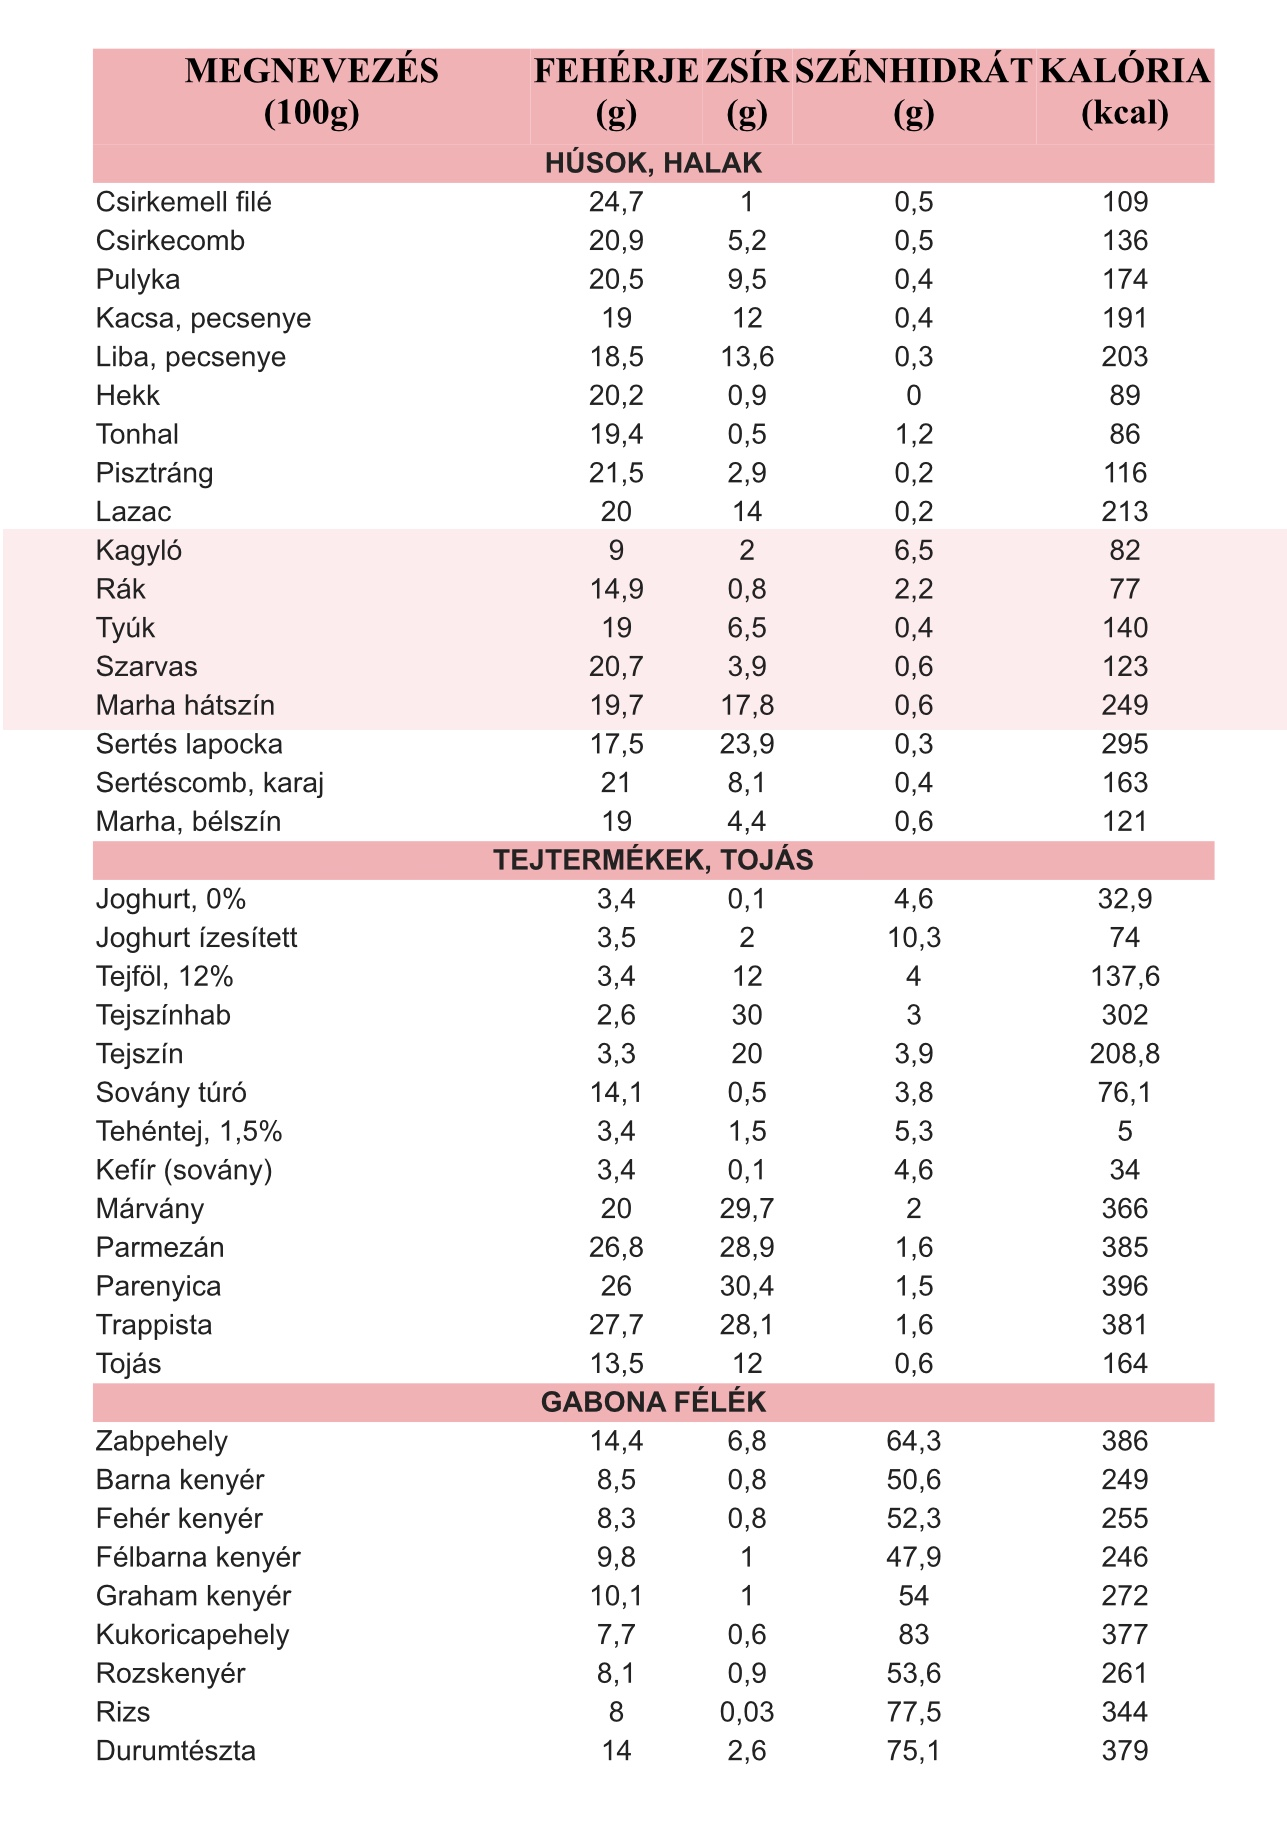 MEGNEVEZÉS FEHÉRJE ZSÍR SZÉNHIDRÁT KALÓRIA
(100g) (g) (g) (g) (kcal)
HÚSOK, HALAK
Csirkemell filé 24,7 1 0,5 109
Csirkecomb 20,9 5,2 0,5 136
Pulyka 20,5 9,5 0,4 174
Kacsa, pecsenye 19 12 0,4 191
Liba, pecsenye 18,5 13,6 0,3 203
Hekk 20,2 0,9 0 89
Tonhal 19,4 0,5 1,2 86
Pisztráng 21,5 2,9 0,2 116
Lazac 20 14 0,2 213
Kagyló 9 2 6,5 82
Rák 14,9 0,8 2,2 77
Tyúk 19 6,5 0,4 140
Szarvas 20,7 3,9 0,6 123
Marha hátszín 19,7 17,8 0,6 249
Sertés lapocka 17,5 23,9 0,3 295
Sertéscomb, karaj 21 8,1 0,4 163
Marha, bélszín 19 4,4 0,6 121
TEJTERMÉKEK, TOJÁS
Joghurt, 0% 3,4 0,1 4,6 32,9
Joghurt ízesített 3,5 2 10,3 74
Tejföl, 12% 3,4 12 4 137,6
Tejszínhab 2,6 30 3 302
Tejszín 3,3 20 3,9 208,8
Sovány túró 14,1 0,5 3,8 76,1
Tehéntej, 1,5% 3,4 1,5 5,3 5
Kefír (sovány) 3,4 0,1 4,6 34
Márvány 20 29,7 2 366
Parmezán 26,8 28,9 1,6 385
Parenyica 26 30,4 1,5 396
Trappista 27,7 28,1 1,6 381
Tojás 13,5 12 0,6 164
GABONA FÉLÉK
Zabpehely 14,4 6,8 64,3 386
Barna kenyér 8,5 0,8 50,6 249
Fehér kenyér 8,3 0,8 52,3 255
Félbarna kenyér 9,8 1 47,9 246
Graham kenyér 10,1 1 54 272
Kukoricapehely 7,7 0,6 83 377
Rozskenyér 8,1 0,9 53,6 261
Rizs 8 0,03 77,5 344
Durumtészta 14 2,6 75,1 379